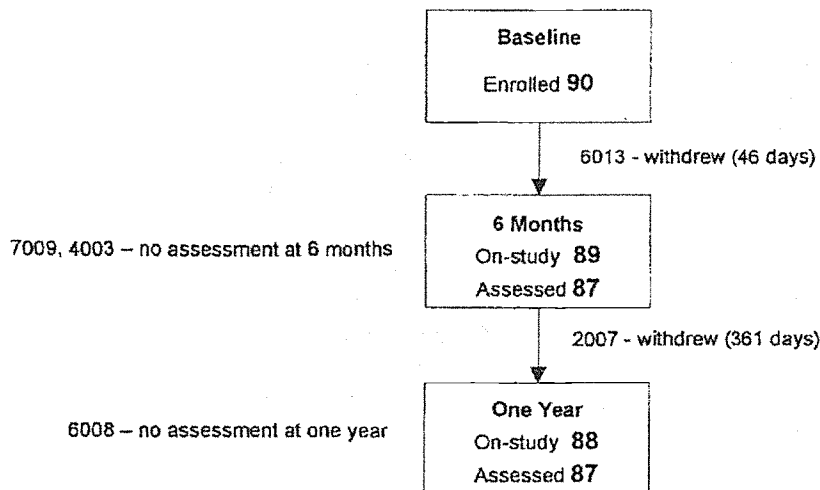 Baseline
Enrolled 90
6013 - withdrew (46 days)
7009, 4003 – no assessment at 6 months
6 Months
On-study 89
Assessed 87
2007 - withdrew (361 days)
6008 – no assessment at one year
One Year
On-study 88
Assessed 87